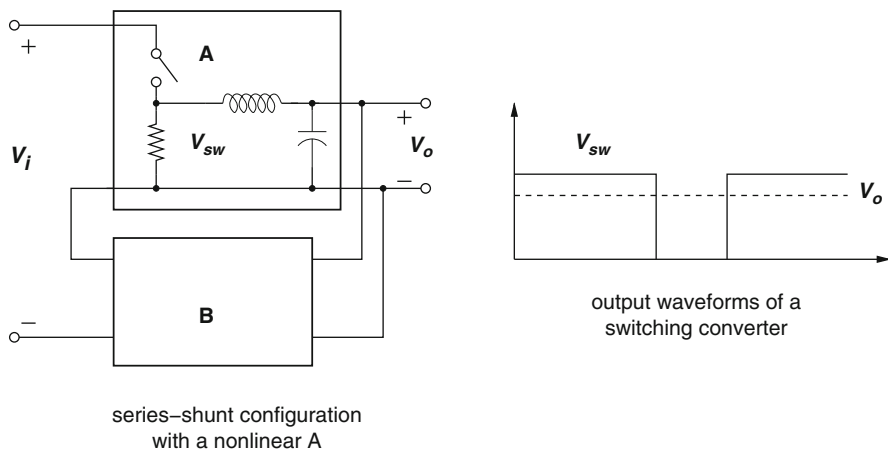 +
A
V_i
V_sw
+
V_o
−
−
B
series−shunt configuration
with a nonlinear A
V_sw
V_o
output waveforms of a
switching converter